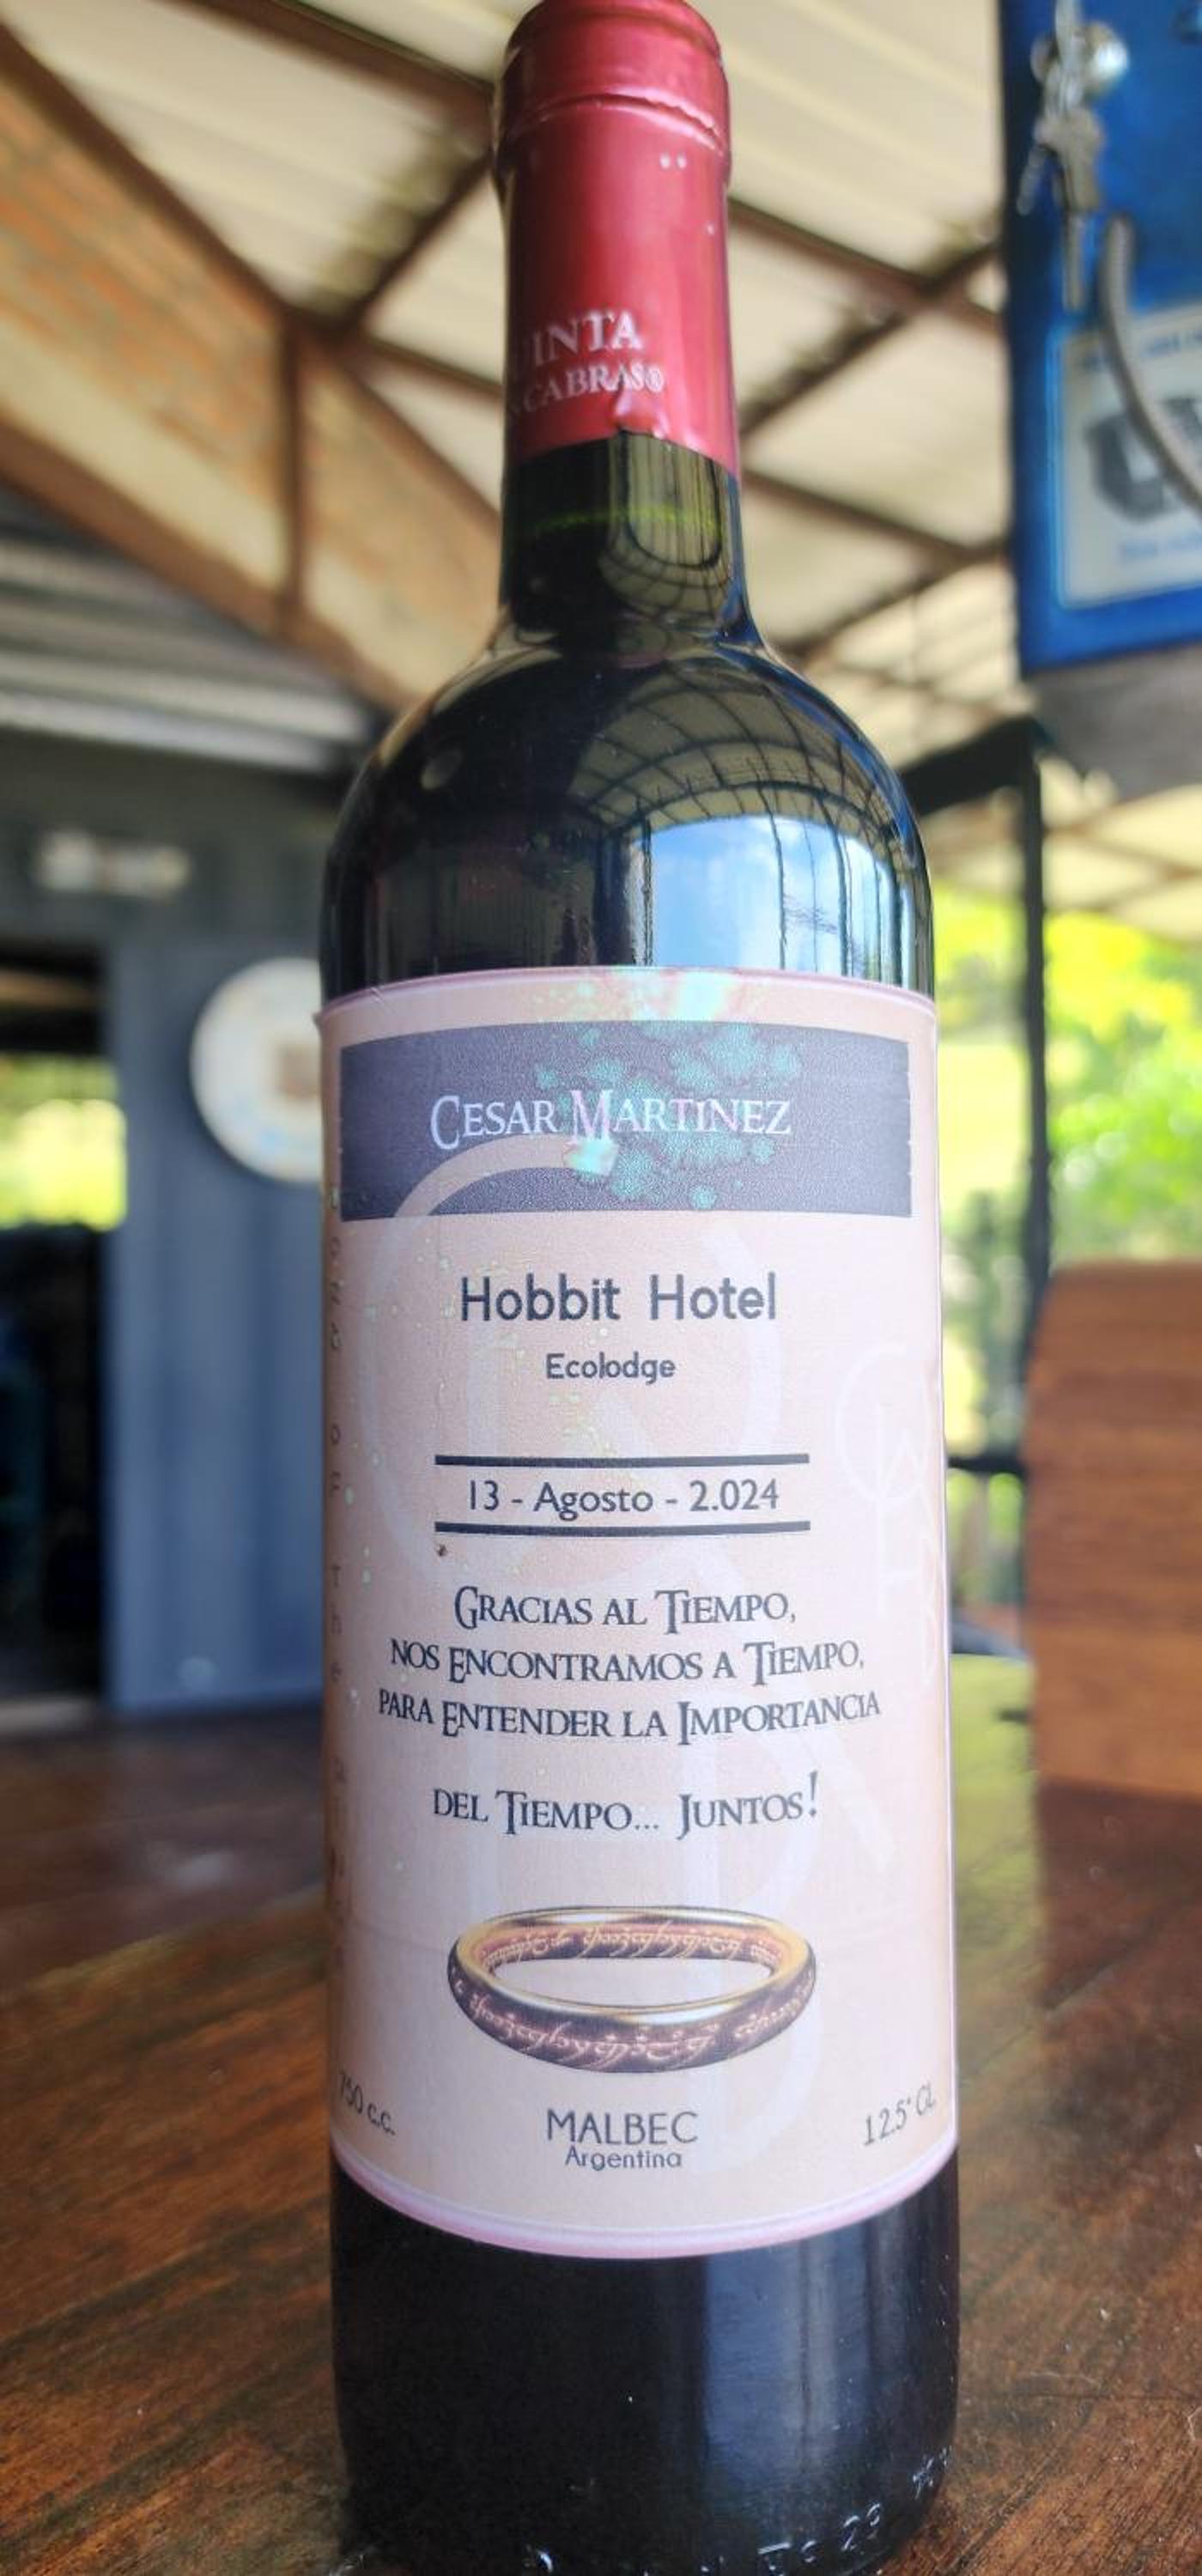 INTA
CABRAS®
CESAR MARTINEZ
Hobbit Hotel
Ecolodge
13 - Agosto - 2.024
GRACIAS AL TIEMPO,
NOS ENCONTRAMOS A TIEMPO,
PARA ENTENDER LA IMPORTANCIA
DEL TIEMPO... JUNTOS!
750 c.c.
MALBEC
12.5° GL
Argentina